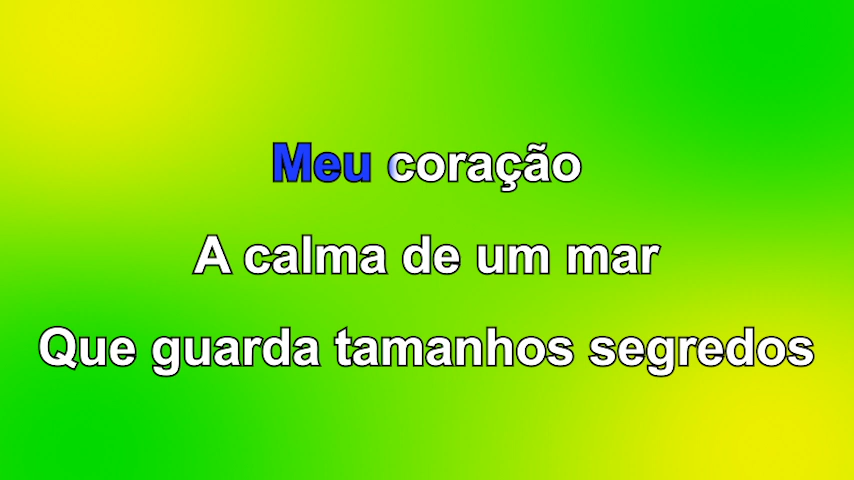 Meu coração
A calma de um mar
Que guarda tamanhos segredos